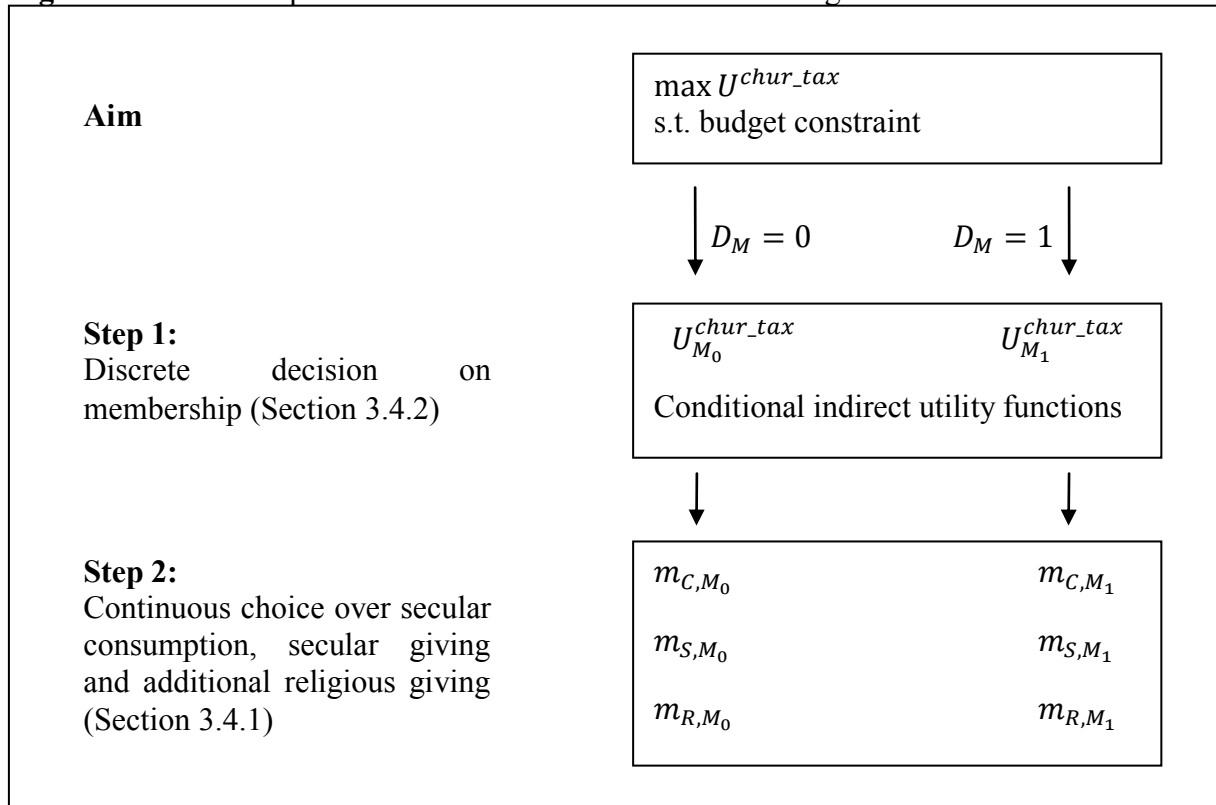 Aim
max U^{chur_tax}
s.t. budget constraint
D_M = 0
D_M = 1
Step 1:
Discrete decision on
membership (Section 3.4.2)
U_{M_0}^{chur_tax}
U_{M_1}^{chur_tax}
Conditional indirect utility functions
Step 2:
Continuous choice over secular
consumption, secular giving
and additional religious giving
(Section 3.4.1)
m_{C,M_0}
m_{C,M_1}
m_{S,M_0}
m_{S,M_1}
m_{R,M_0}
m_{R,M_1}